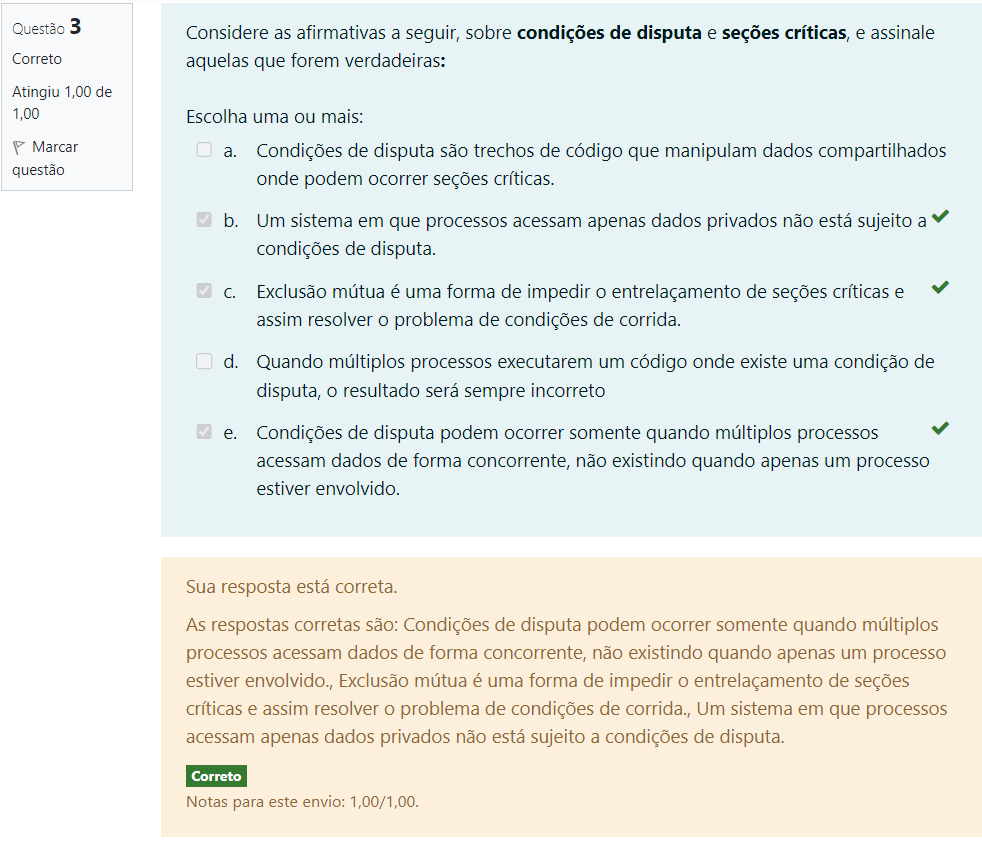 Questão 3
Correto
Atingiu 1,00 de
1,00
Marcar
questão
Considere as afirmativas a seguir, sobre condições de disputa e seções críticas, e assinale
aquelas que forem verdadeiras:
Escolha uma ou mais:
a. Condições de disputa são trechos de código que manipulam dados compartilhados
onde podem ocorrer seções críticas.
b. Um sistema em que processos acessam apenas dados privados não está sujeito a
condições de disputa.
c. Exclusão mútua é uma forma de impedir o entrelaçamento de seções críticas e
assim resolver o problema de condições de corrida.
d. Quando múltiplos processos executarem um código onde existe uma condição de
disputa, o resultado será sempre incorreto
e. Condições de disputa podem ocorrer somente quando múltiplos processos
acessam dados de forma concorrente, não existindo quando apenas um processo
estiver envolvido.
Sua resposta está correta.
As respostas corretas são: Condições de disputa podem ocorrer somente quando múltiplos
processos acessam dados de forma concorrente, não existindo quando apenas um processo
estiver envolvido., Exclusão mútua é uma forma de impedir o entrelaçamento de seções
críticas e assim resolver o problema de condições de corrida., Um sistema em que processos
acessam apenas dados privados não está sujeito a condições de disputa.
Correto
Notas para este envio: 1,00/1,00.